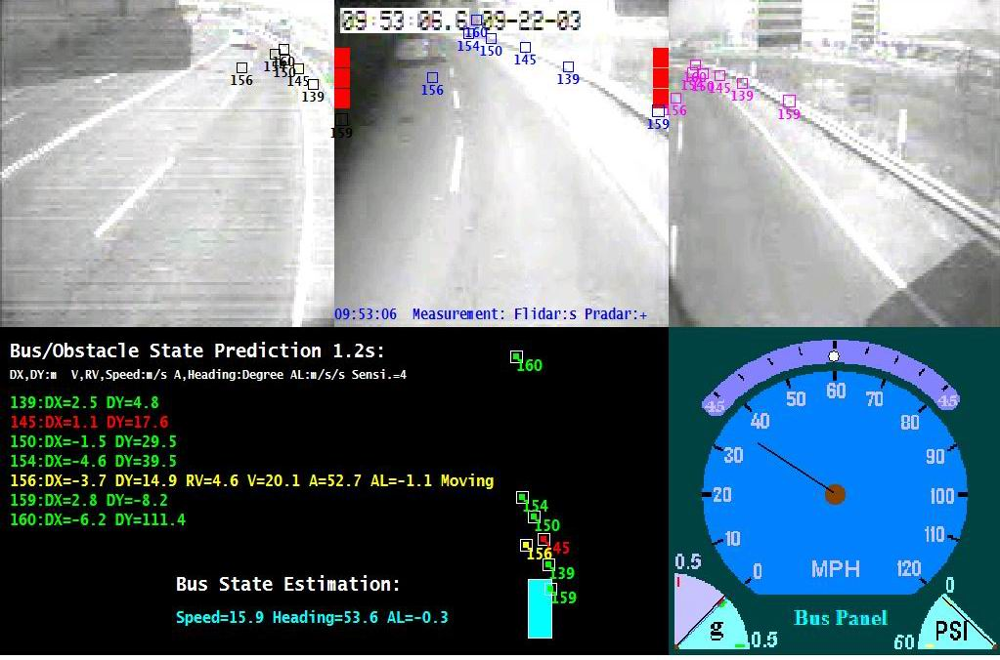 09:53:06.6 09-22-03
160
154 150
145
139
156
159
156
160
150
145
139
159
145
139
159
156
09:53:06 Measurement: Flidar:s Pradar:+
Bus/Obstacle State Prediction 1.2s:
DX,DY:m V,RV,Speed:m/s A,Heading:Degree AL:m/s/s Sensi.=4
139:DX=2.5 DY=4.8
145:DX=1.1 DY=17.6
150:DX=-1.5 DY=29.5
154:DX=-4.6 DY=39.5
156:DX=-3.7 DY=14.9 RV=4.6 V=20.1 A=52.7 AL=-1.1 Moving
159:DX=2.8 DY=-8.2
160:DX=-6.2 DY=111.4
160
154
150
45
156
139
159
Bus State Estimation:
Speed=15.9 Heading=53.6 AL=-0.3
45 45
0 10 20 30 40 50 60 70 80 90 100 110 120
MPH
Bus Panel
0.5
g
-0.5
0
PSI
60